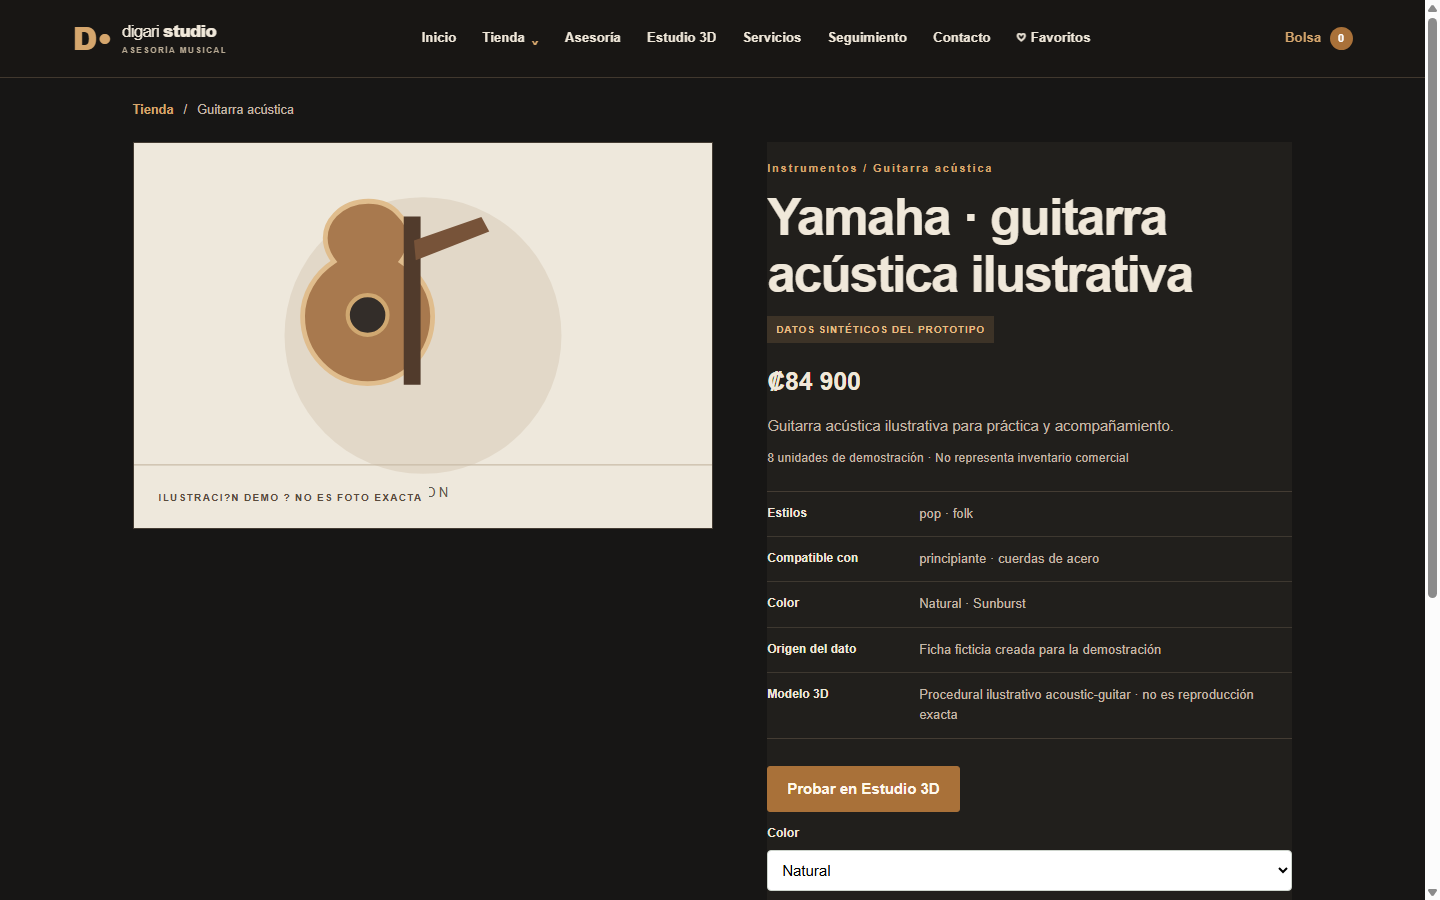 D•
digari studio
ASESORÍA MUSICAL
Inicio
Tienda
Asesoría
Estudio 3D
Servicios
Seguimiento
Contacto
♡ Favoritos
Bolsa 0
Tienda / Guitarra acústica
ILUSTRACI?N DEMO ? NO ES FOTO EXACTA
ON
Instrumentos / Guitarra acústica
Yamaha · guitarra
acústica ilustrativa
DATOS SINTÉTICOS DEL PROTOTIPO
₡84 900
Guitarra acústica ilustrativa para práctica y acompañamiento.
8 unidades de demostración · No representa inventario comercial
Estilos pop · folk
Compatible con principiante · cuerdas de acero
Color Natural · Sunburst
Origen del dato Ficha ficticia creada para la demostración
Modelo 3D Procedural ilustrativo acoustic-guitar · no es reproducción
exacta
Probar en Estudio 3D
Color
Natural